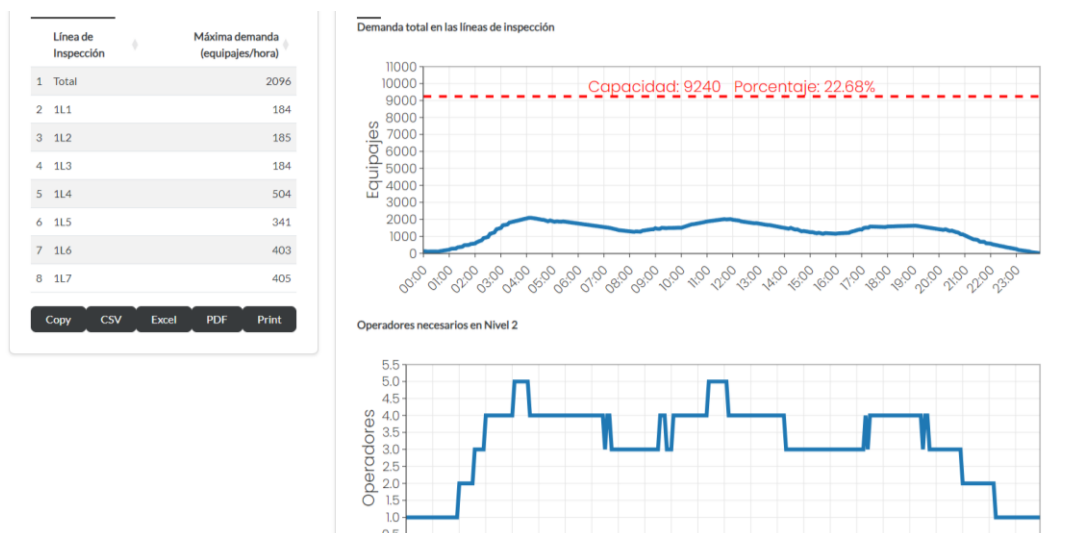 Línea de Inspección Máxima demanda (equipajes/hora)
1 Total 2096
2 1L1 184
3 1L2 185
4 1L3 184
5 1L4 504
6 1L5 341
7 1L6 403
8 1L7 405
Copy CSV Excel PDF Print
Demanda total en las líneas de inspección
Capacidad: 9240 Porcentaje: 22.68%
Equipajes
11000
10000
9000
8000
7000
6000
5000
4000
3000
2000
1000
0
00:00 01:00 02:00 03:00 04:00 05:00 06:00 07:00 08:00 09:00 10:00 11:00 12:00 13:00 14:00 15:00 16:00 17:00 18:00 19:00 20:00 21:00 22:00 23:00
Operadores necesarios en Nivel 2
Operadores
5.5
5.0
4.5
4.0
3.5
3.0
2.5
2.0
1.5
1.0